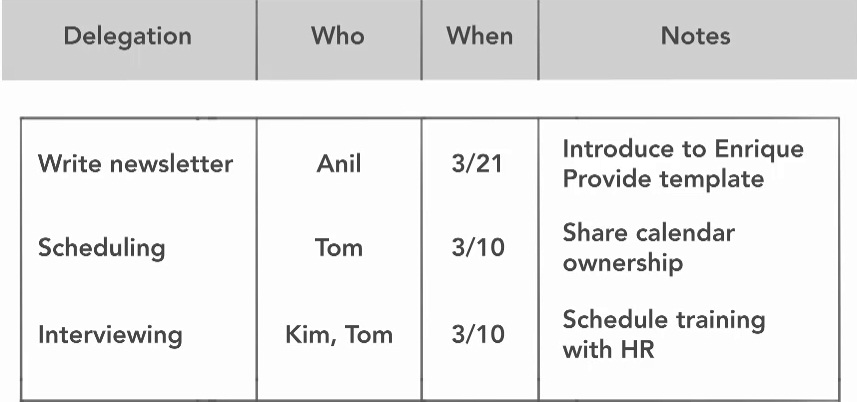 Delegation Who When Notes
Write newsletter Anil 3/21 Introduce to Enrique
Provide template
Scheduling Tom 3/10 Share calendar
ownership
Interviewing Kim, Tom 3/10 Schedule training
with HR